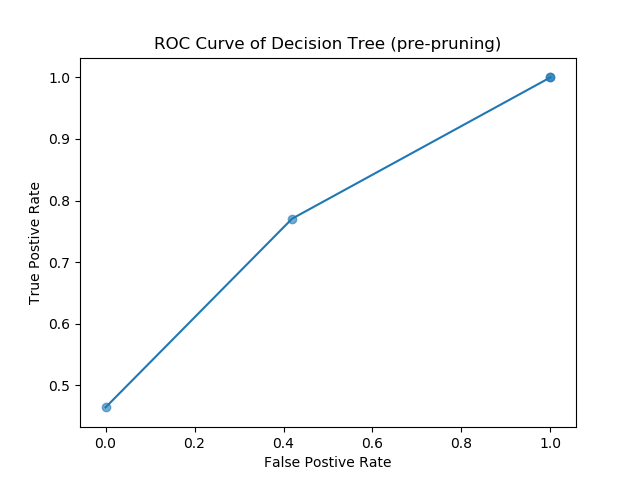 ROC Curve of Decision Tree (pre-pruning)
1.0
0.9
0.8
0.7
0.6
0.5
True Postive Rate
0.0 0.2 0.4 0.6 0.8 1.0
False Postive Rate